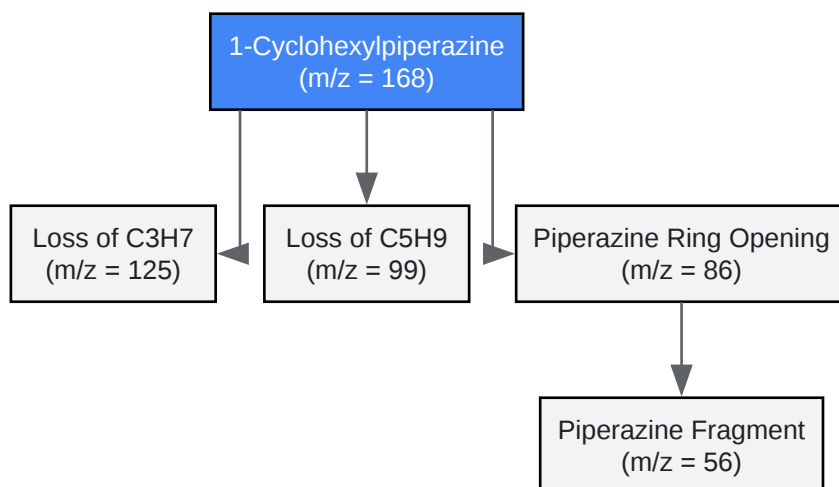 1-Cyclohexylpiperazine
(m/z = 168)
Loss of C3H7
(m/z = 125)
Loss of C5H9
(m/z = 99)
Piperazine Ring Opening
(m/z = 86)
Piperazine Fragment
(m/z = 56)